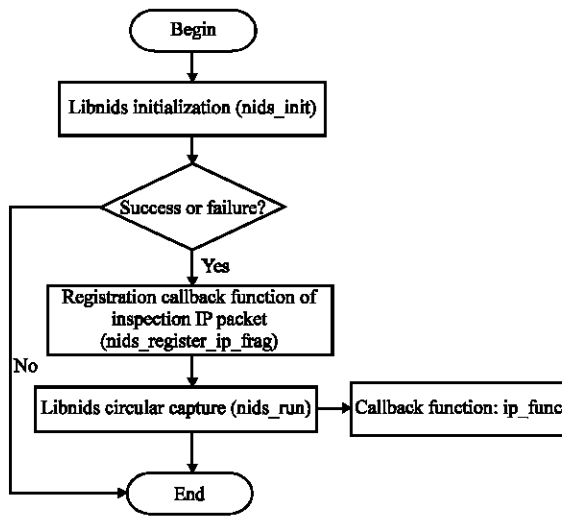 Begin
Libnids initialization (nids_init)
Success or failure?
Yes
Registration callback function of
inspection IP packet
(nids_register_ip_frag)
No
Libnids circular capture (nids_run)
Callback function: ip_func
End